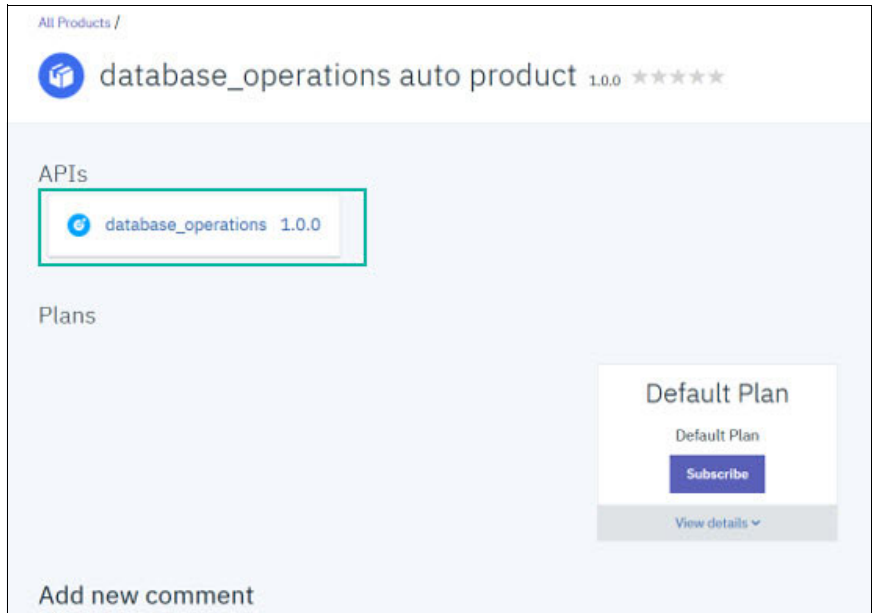 All Products /
database_operations auto product 1.0.0
APIs
database_operations 1.0.0
Plans
Default Plan
Default Plan
Subscribe
View details
Add new comment